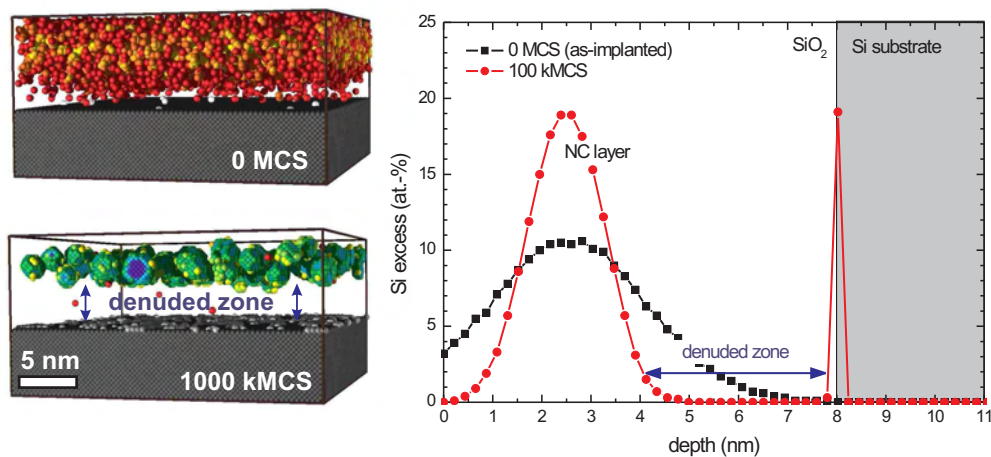 0 MCS
denuded zone
5 nm
1000 kMCS
Si excess (at.-%)
25
20
15
10
5
0
0 MCS (as-implanted)
100 kMCS
SiO2
Si substrate
NC layer
denuded zone
0 1 2 3 4 5 6 7 8 9 10 11
depth (nm)